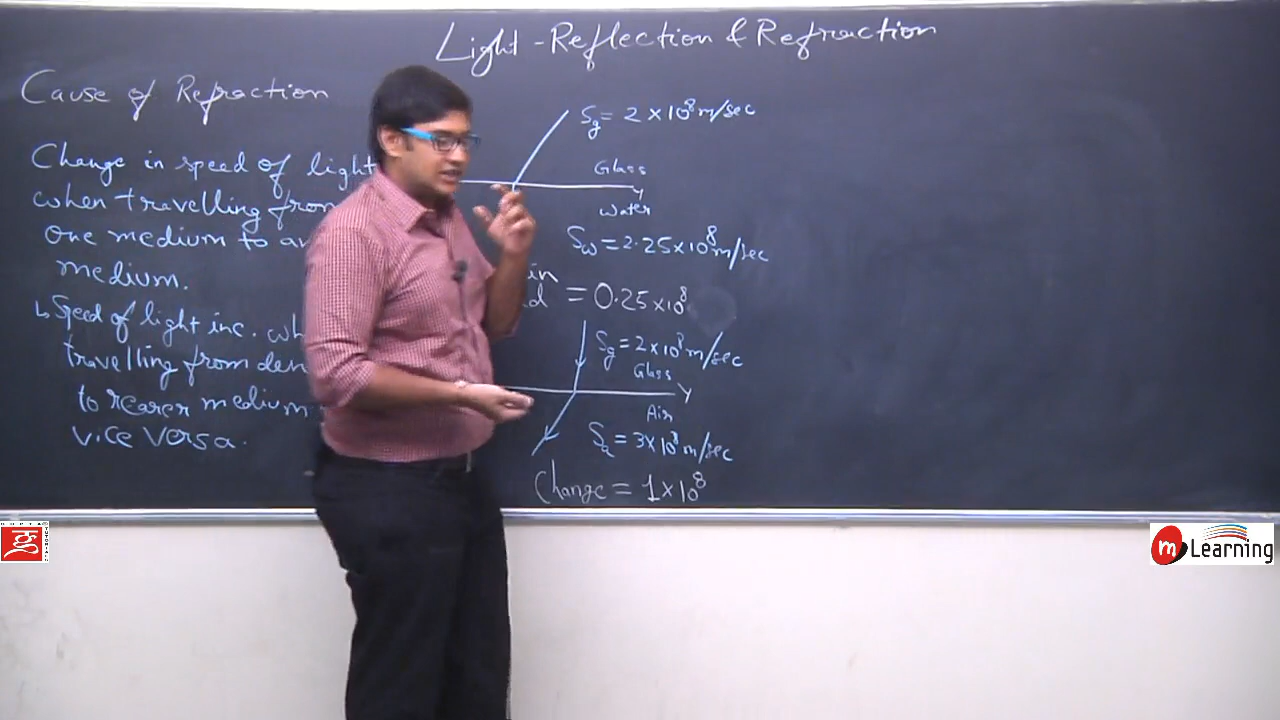 Light - Reflection & Refraction
Cause of Refraction
Change in speed of light
when travelling from
one medium to an
medium.
↳ Speed of light inc. wh
travelling from den
to rearer medium
vice versa.
Sg = 2 × 10⁸ m/sec
Glass
Y
Water
Sw = 2.25 × 10⁸ m/sec
in
d = 0.25 × 10⁸
Sg = 2 × 10⁸ m/sec
Glass
Y
Air
= 3 × 10⁸ m/sec
Change = 1 × 10⁸
g
m Learning